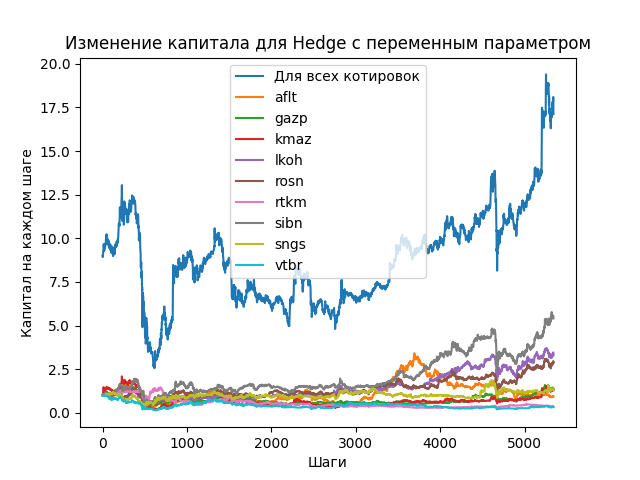 Изменение капитала для Hedge с переменным параметром
Капитал на каждом шаге
20.0
17.5
15.0
12.5
10.0
7.5
5.0
2.5
0.0
Для всех котировок
aflt
gazp
kmaz
lkoh
rosn
rtkm
sibn
sngs
vtbr
0 1000 2000 3000 4000 5000
Шаги